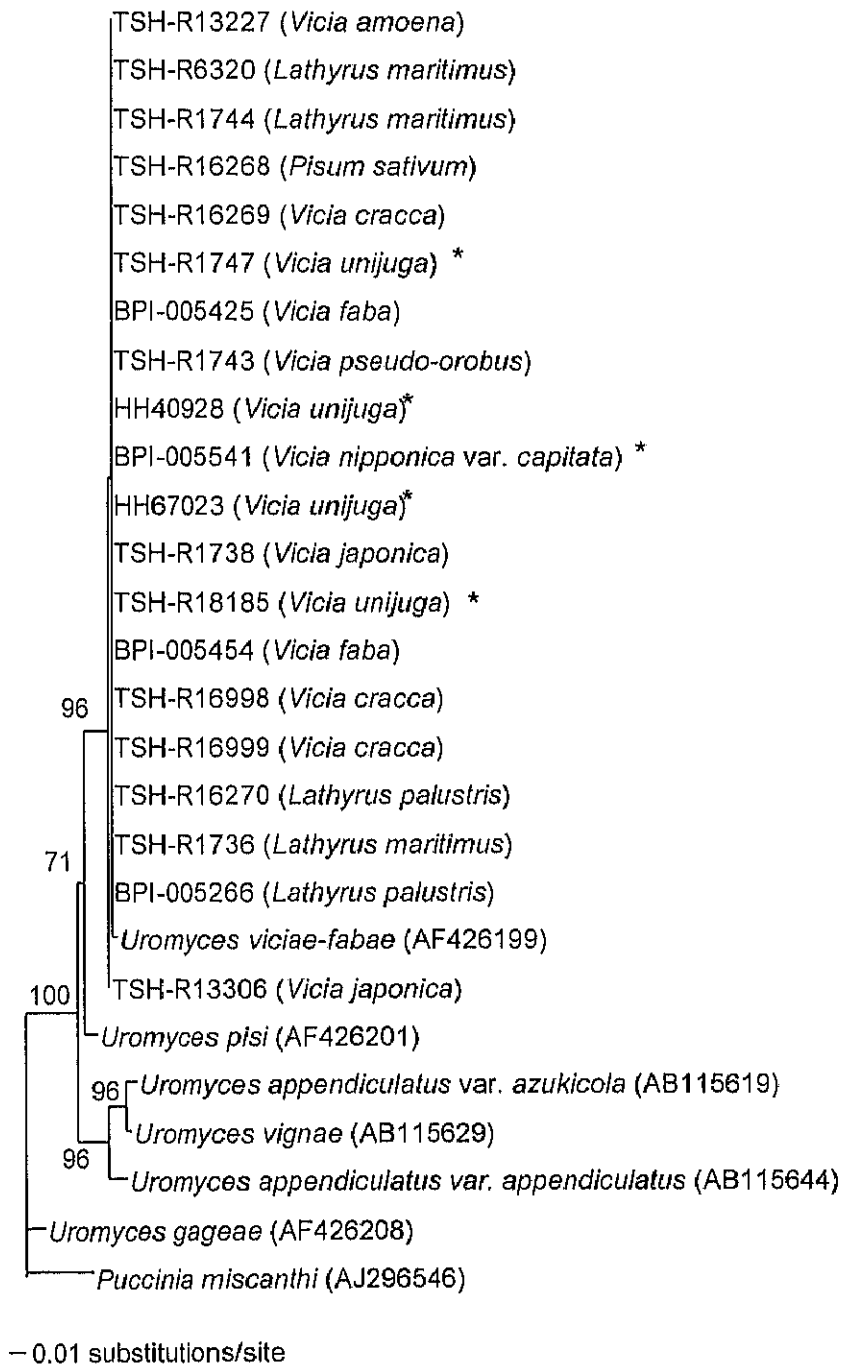 TSH-R13227 (Vicia amoena)
TSH-R6320 (Lathyrus maritimus)
TSH-R1744 (Lathyrus maritimus)
TSH-R16268 (Pisum sativum)
TSH-R16269 (Vicia cracca)
TSH-R1747 (Vicia unijuga) *
BPI-005425 (Vicia faba)
TSH-R1743 (Vicia pseudo-orobus)
HH40928 (Vicia unijuga)*
BPI-005541 (Vicia nipponica var. capitata) *
HH67023 (Vicia unijuga)*
TSH-R1738 (Vicia japonica)
TSH-R18185 (Vicia unijuga) *
BPI-005454 (Vicia faba)
96
TSH-R16998 (Vicia cracca)
TSH-R16999 (Vicia cracca)
TSH-R16270 (Lathyrus palustris)
TSH-R1736 (Lathyrus maritimus)
71
BPI-005266 (Lathyrus palustris)
Uromyces viciae-fabae (AF426199)
TSH-R13306 (Vicia japonica)
100
Uromyces pisi (AF426201)
96
Uromyces appendiculatus var. azukicola (AB115619)
Uromyces vignae (AB115629)
96
Uromyces appendiculatus var. appendiculatus (AB115644)
Uromyces gageae (AF426208)
Puccinia miscanthi (AJ296546)
0.01 substitutions/site